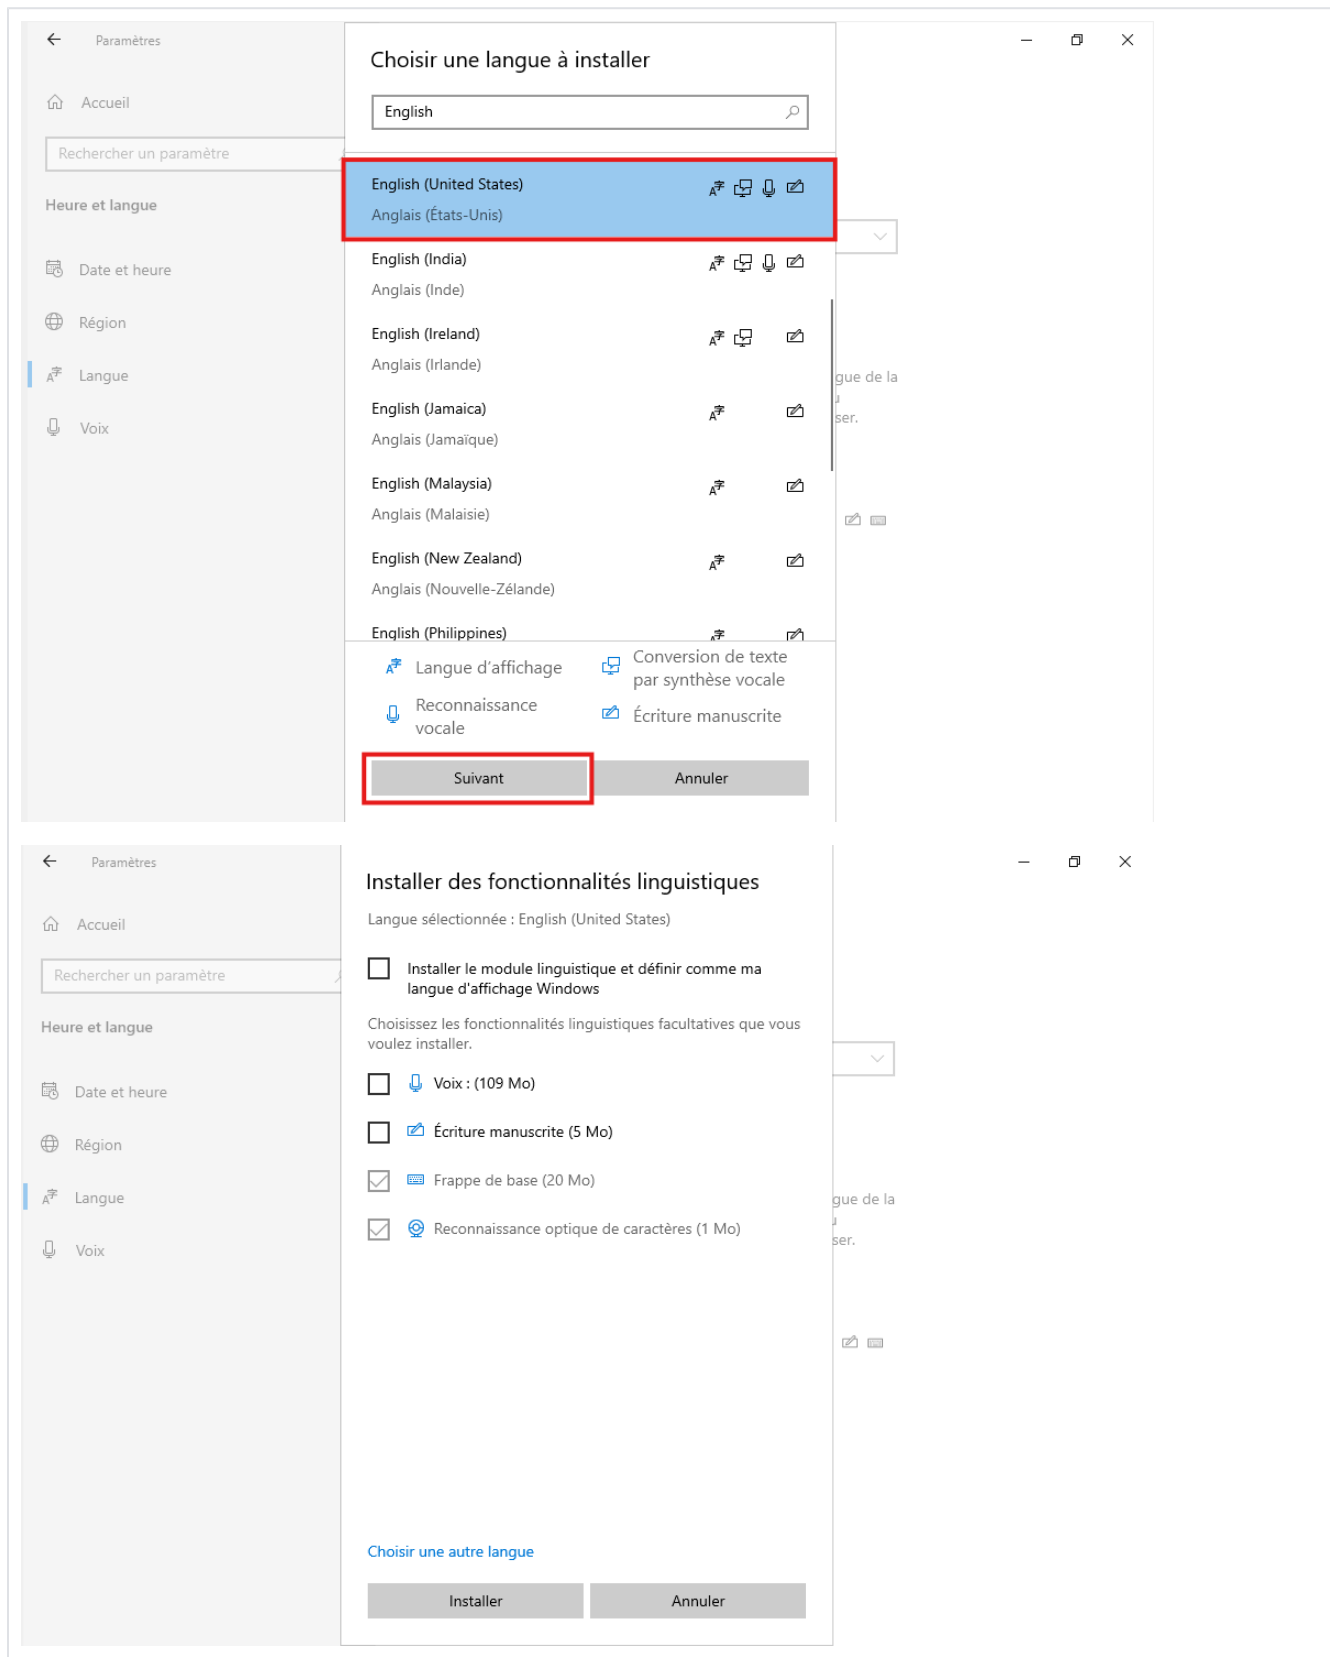 Paramètres
Choisir une langue à installer
Accueil
English
Rechercher un paramètre
Heure et langue
English (United States)
Anglais (États-Unis)
Date et heure
English (India)
Anglais (Inde)
Région
English (Ireland)
Anglais (Irlande)
Langue
gue de la
ser.
English (Jamaica)
Anglais (Jamaïque)
Voix
English (Malaysia)
Anglais (Malaisie)
English (New Zealand)
Anglais (Nouvelle-Zélande)
English (Philippines)
Langue d'affichage
Conversion de texte
par synthèse vocale
Reconnaissance
vocale
Écriture manuscrite
Suivant
Annuler
Paramètres
Installer des fonctionnalités linguistiques
Accueil
Langue sélectionnée : English (United States)
Rechercher un paramètre
Installer le module linguistique et définir comme ma
langue d'affichage Windows
Heure et langue
Choisissez les fonctionnalités linguistiques facultatives que vous
voulez installer.
Date et heure
Voix : (109 Mo)
Région
Écriture manuscrite (5 Mo)
Langue
Frappe de base (20 Mo)
gue de la
ser.
Voix
Reconnaissance optique de caractères (1 Mo)
Choisir une autre langue
Installer
Annuler